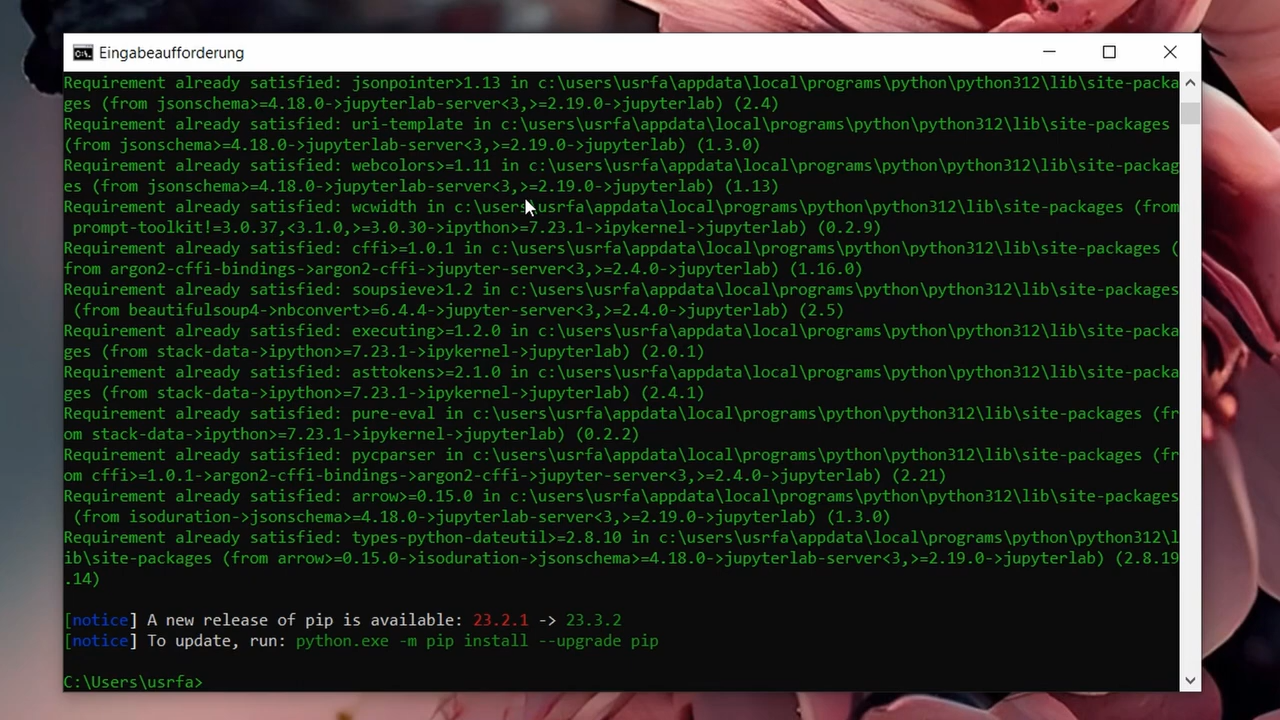 Eingabeaufforderung
Requirement already satisfied: jsonpointer>1.13 in c:\users\usrfa\appdata\local\programs\python\python312\lib\site-packa
ges (from jsonschema>=4.18.0->jupyterlab-server<3,>=2.19.0->jupyterlab) (2.4)
Requirement already satisfied: uri-template in c:\users\usrfa\appdata\local\programs\python\python312\lib\site-packages
(from jsonschema>=4.18.0->jupyterlab-server<3,>=2.19.0->jupyterlab) (1.3.0)
Requirement already satisfied: webcolors>=1.11 in c:\users\usrfa\appdata\local\programs\python\python312\lib\site-packag
es (from jsonschema>=4.18.0->jupyterlab-server<3,>=2.19.0->jupyterlab) (1.13)
Requirement already satisfied: wcwidth in c:\users\usrfa\appdata\local\programs\python\python312\lib\site-packages (from
 prompt-toolkit!=3.0.37,<3.1.0,>=3.0.30->ipython>=7.23.1->ipykernel->jupyterlab) (0.2.9)
Requirement already satisfied: cffi>=1.0.1 in c:\users\usrfa\appdata\local\programs\python\python312\lib\site-packages (
from argon2-cffi-bindings->argon2-cffi->jupyter-server<3,>=2.4.0->jupyterlab) (1.16.0)
Requirement already satisfied: soupsieve>1.2 in c:\users\usrfa\appdata\local\programs\python\python312\lib\site-packages
 (from beautifulsoup4->nbconvert>=6.4.4->jupyter-server<3,>=2.4.0->jupyterlab) (2.5)
Requirement already satisfied: executing>=1.2.0 in c:\users\usrfa\appdata\local\programs\python\python312\lib\site-packa
ges (from stack-data->ipython>=7.23.1->ipykernel->jupyterlab) (2.0.1)
Requirement already satisfied: asttokens>=2.1.0 in c:\users\usrfa\appdata\local\programs\python\python312\lib\site-packa
ges (from stack-data->ipython>=7.23.1->ipykernel->jupyterlab) (2.4.1)
Requirement already satisfied: pure-eval in c:\users\usrfa\appdata\local\programs\python\python312\lib\site-packages (fr
om stack-data->ipython>=7.23.1->ipykernel->jupyterlab) (0.2.2)
Requirement already satisfied: pycparser in c:\users\usrfa\appdata\local\programs\python\python312\lib\site-packages (fr
om cffi>=1.0.1->argon2-cffi-bindings->argon2-cffi->jupyter-server<3,>=2.4.0->jupyterlab) (2.21)
Requirement already satisfied: arrow>=0.15.0 in c:\users\usrfa\appdata\local\programs\python\python312\lib\site-packages
 (from isoduration->jsonschema>=4.18.0->jupyterlab-server<3,>=2.19.0->jupyterlab) (1.3.0)
Requirement already satisfied: types-python-dateutil>=2.8.10 in c:\users\usrfa\appdata\local\programs\python\python312\l
ib\site-packages (from arrow>=0.15.0->isoduration->jsonschema>=4.18.0->jupyterlab-server<3,>=2.19.0->jupyterlab) (2.8.19
.14)
[notice] A new release of pip is available: 23.2.1 -> 23.3.2
[notice] To update, run: python.exe -m pip install --upgrade pip
C:\Users\usrfa>